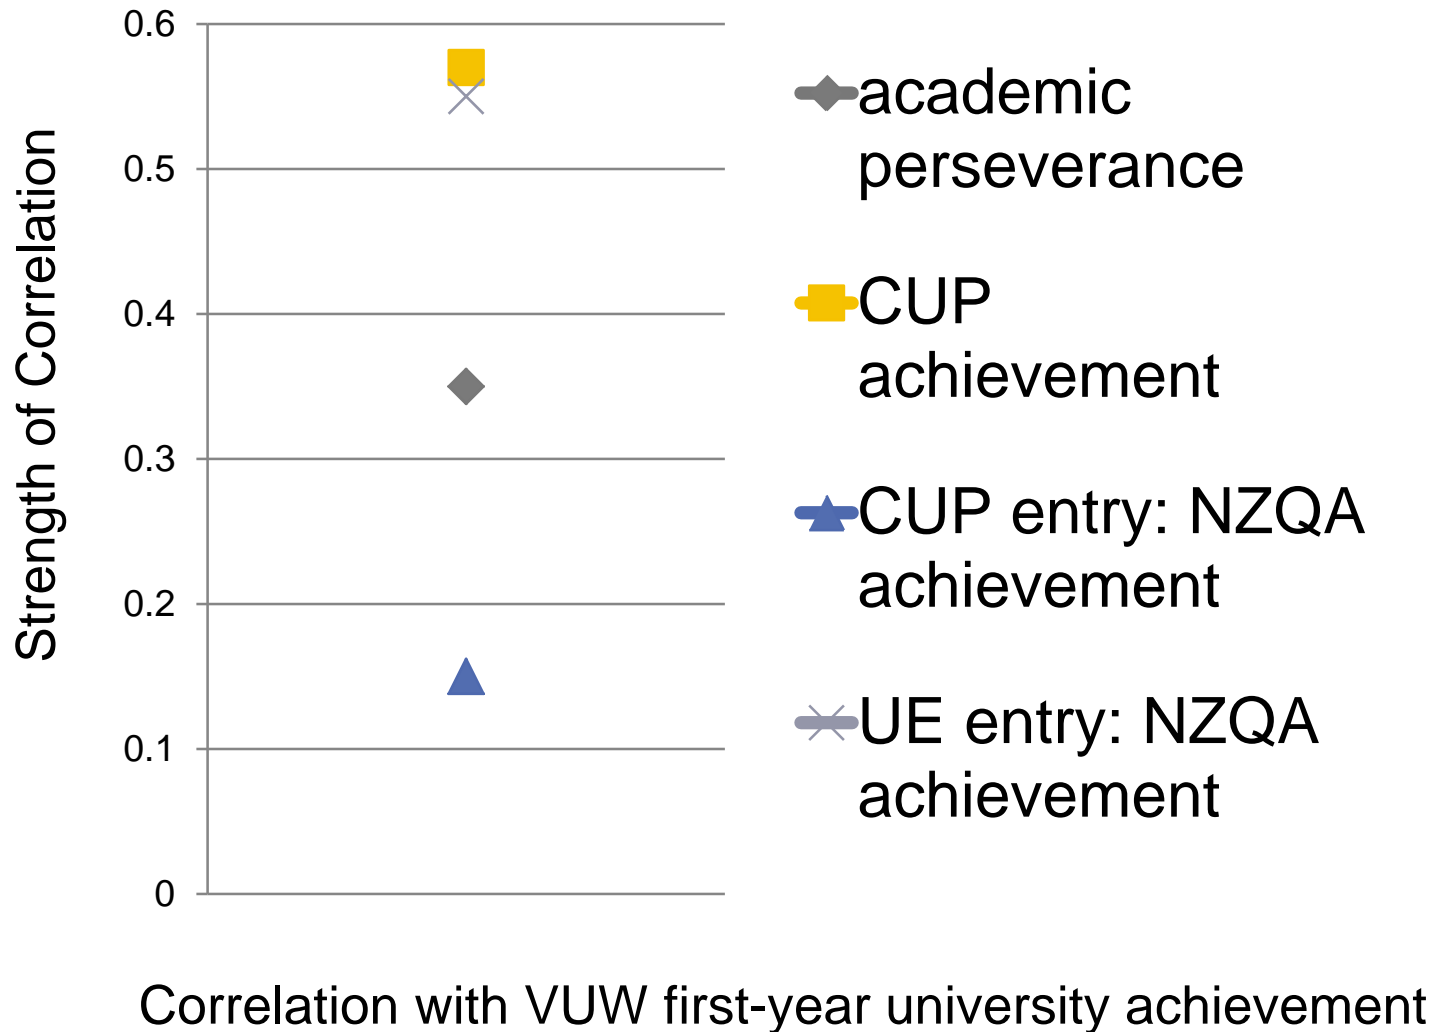 0.6
0.5
0.4
0.3
0.2
0.1
0
Strength of Correlation
academic
perseverance
CUP
achievement
CUP entry: NZQA
achievement
UE entry: NZQA
achievement
Correlation with VUW first-year university achievement